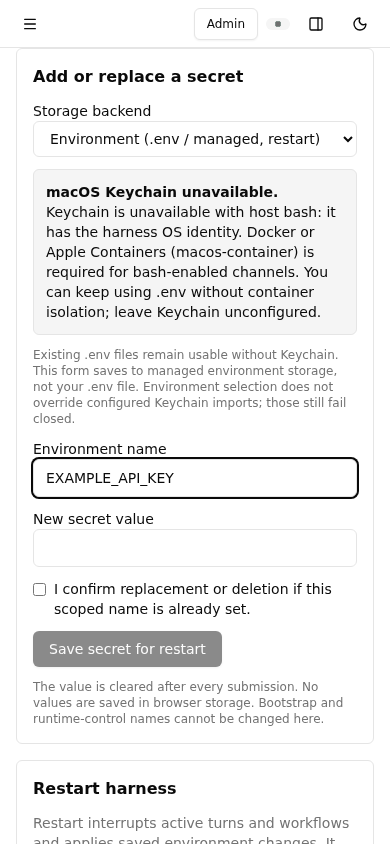 Admin
Add or replace a secret
Storage backend
Environment (.env / managed, restart)
macOS Keychain unavailable.
Keychain is unavailable with host bash: it
has the harness OS identity. Docker or
Apple Containers (macos-container) is
required for bash-enabled channels. You
can keep using .env without container
isolation; leave Keychain unconfigured.
Existing .env files remain usable without Keychain.
This form saves to managed environment storage,
not your .env file. Environment selection does not
override configured Keychain imports; those still fail
closed.
Environment name
EXAMPLE_API_KEY
New secret value
I confirm replacement or deletion if this
scoped name is already set.
Save secret for restart
The value is cleared after every submission. No
values are saved in browser storage. Bootstrap and
runtime-control names cannot be changed here.
Restart harness
Restart interrupts active turns and workflows
and applies saved environment changes. It